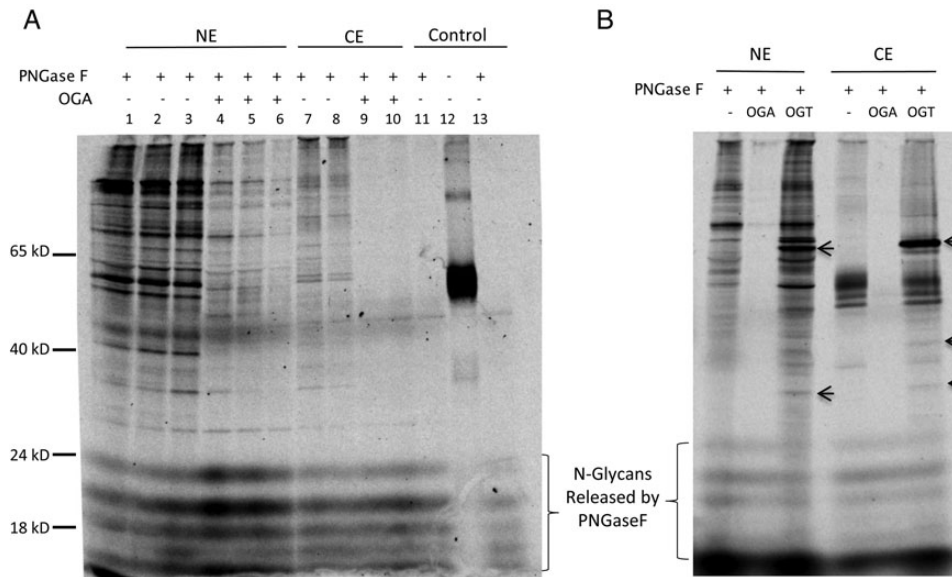 A
NE CE Control
PNGase F + + + + + + + + + + + - +
OGA - - - + + + - - + +
1 2 3 4 5 6 7 8 9 10 11 12 13
65 kD
40 kD
24 kD
18 kD
N-Glycans
Released by
PNGaseF
B
NE CE
PNGase F + + + + + +
- OGA OGT - OGA OGT